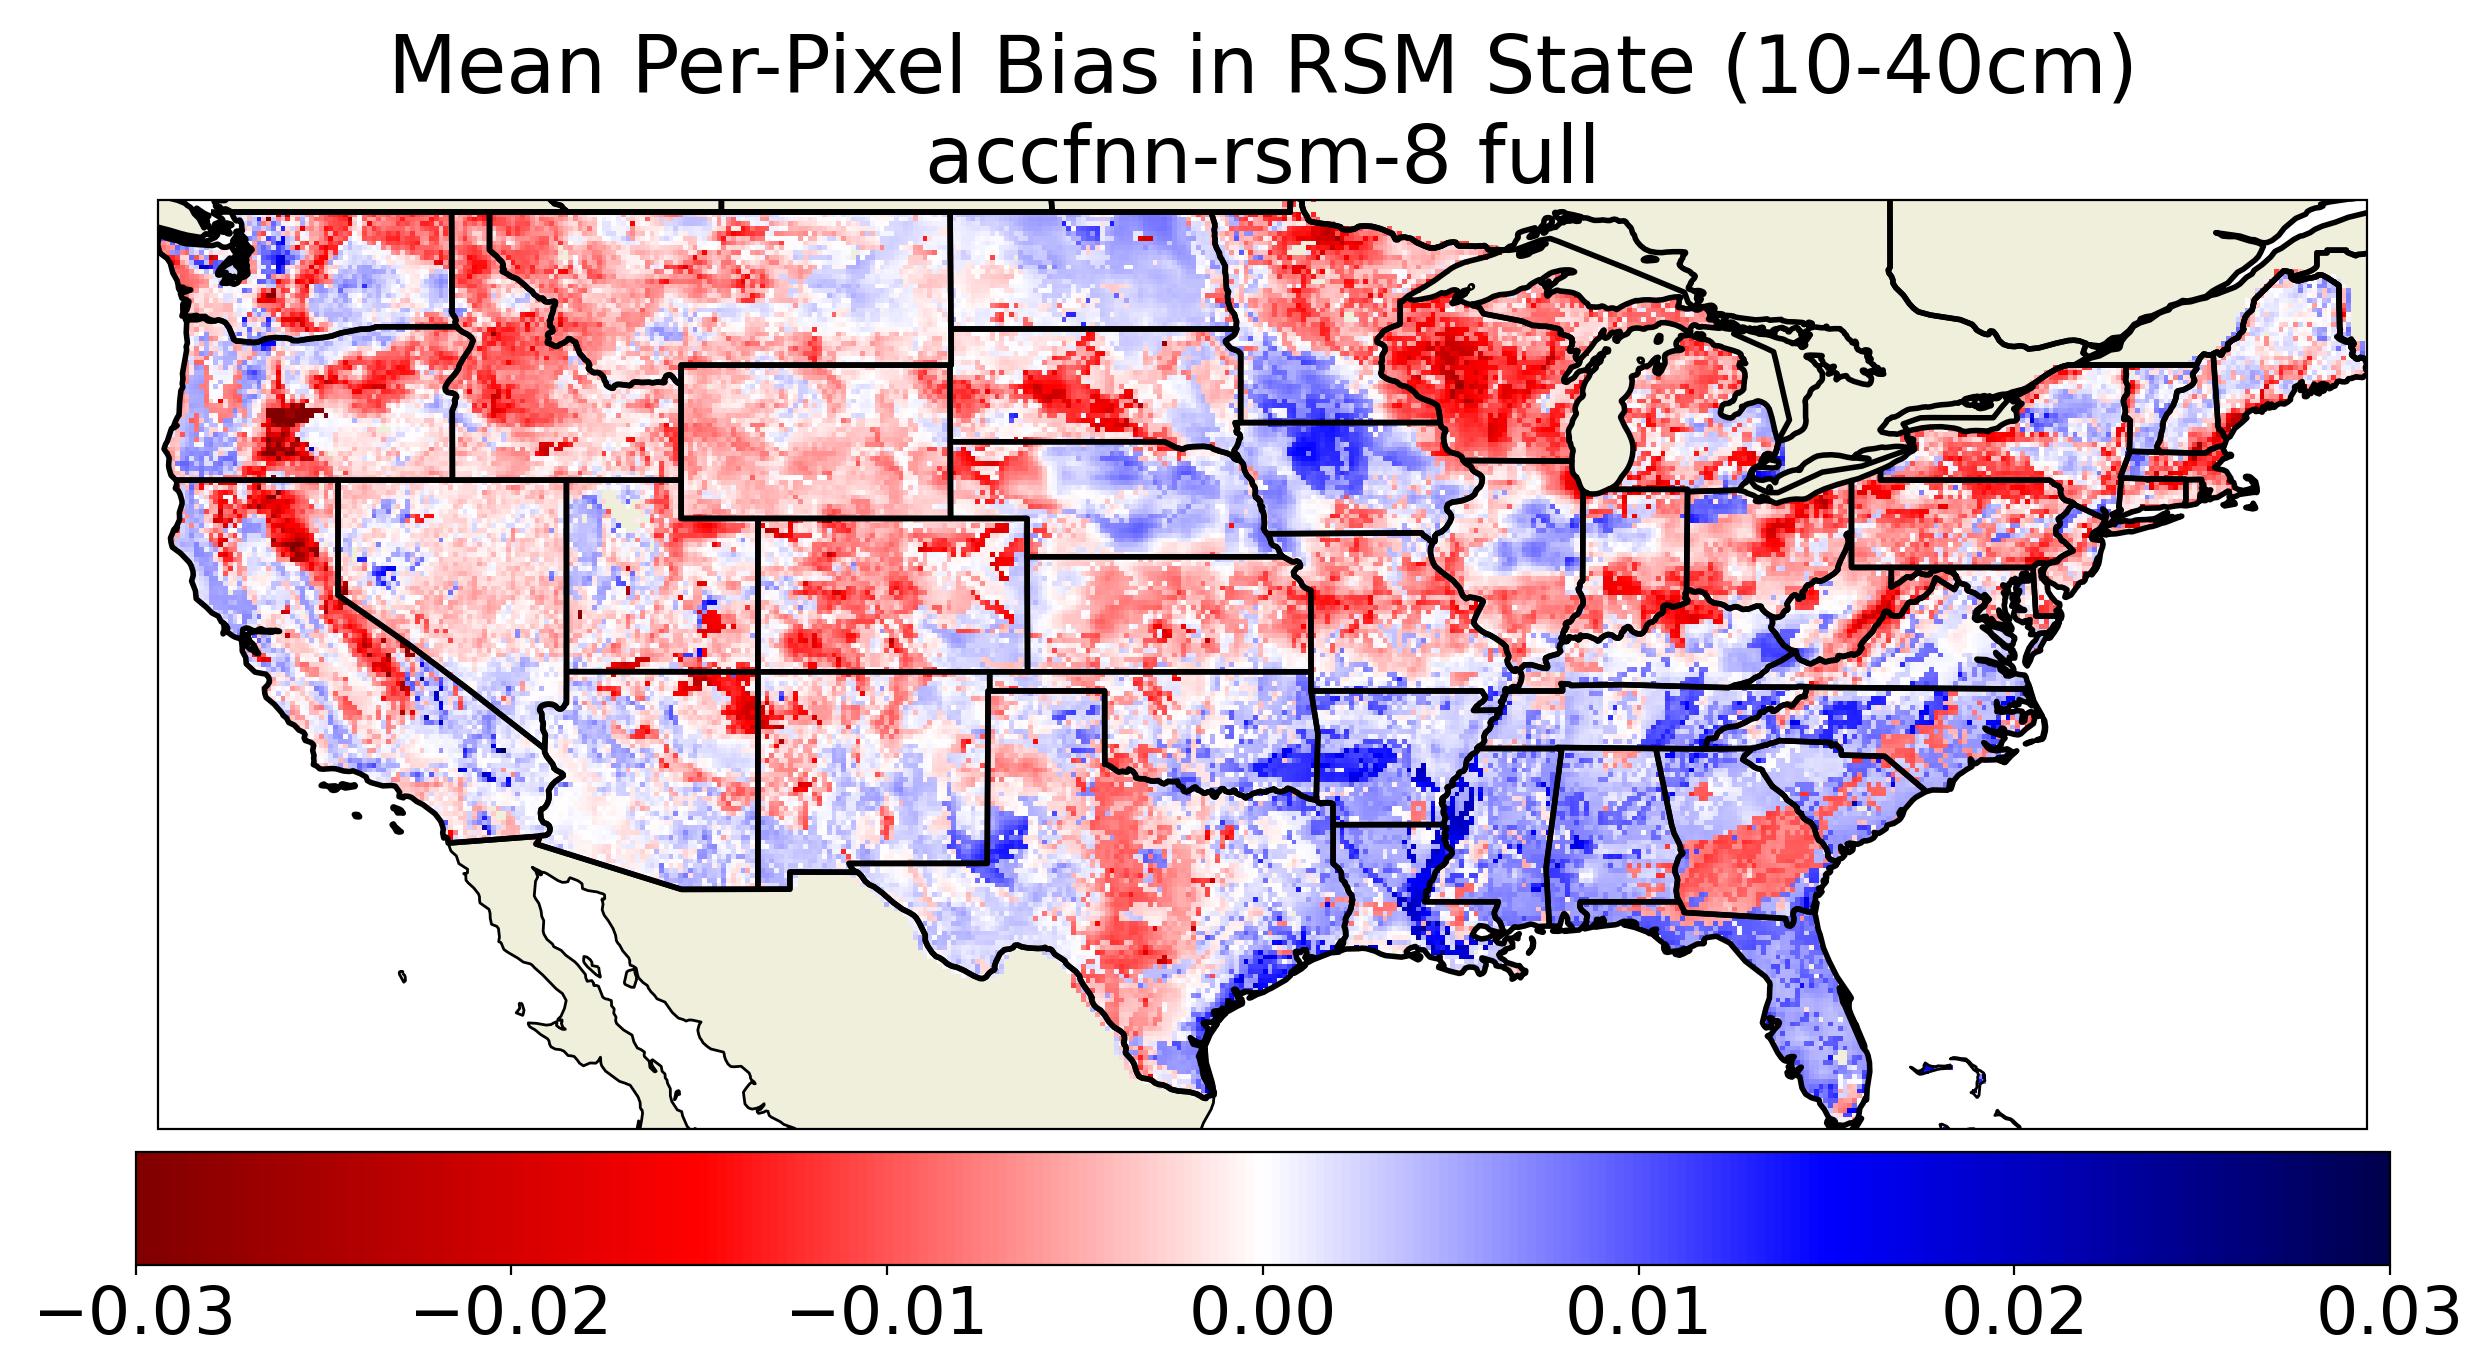 Mean Per-Pixel Bias in RSM State (10-40cm)
accfnn-rsm-8 full
−0.03 −0.02 −0.01 0.00 0.01 0.02 0.03